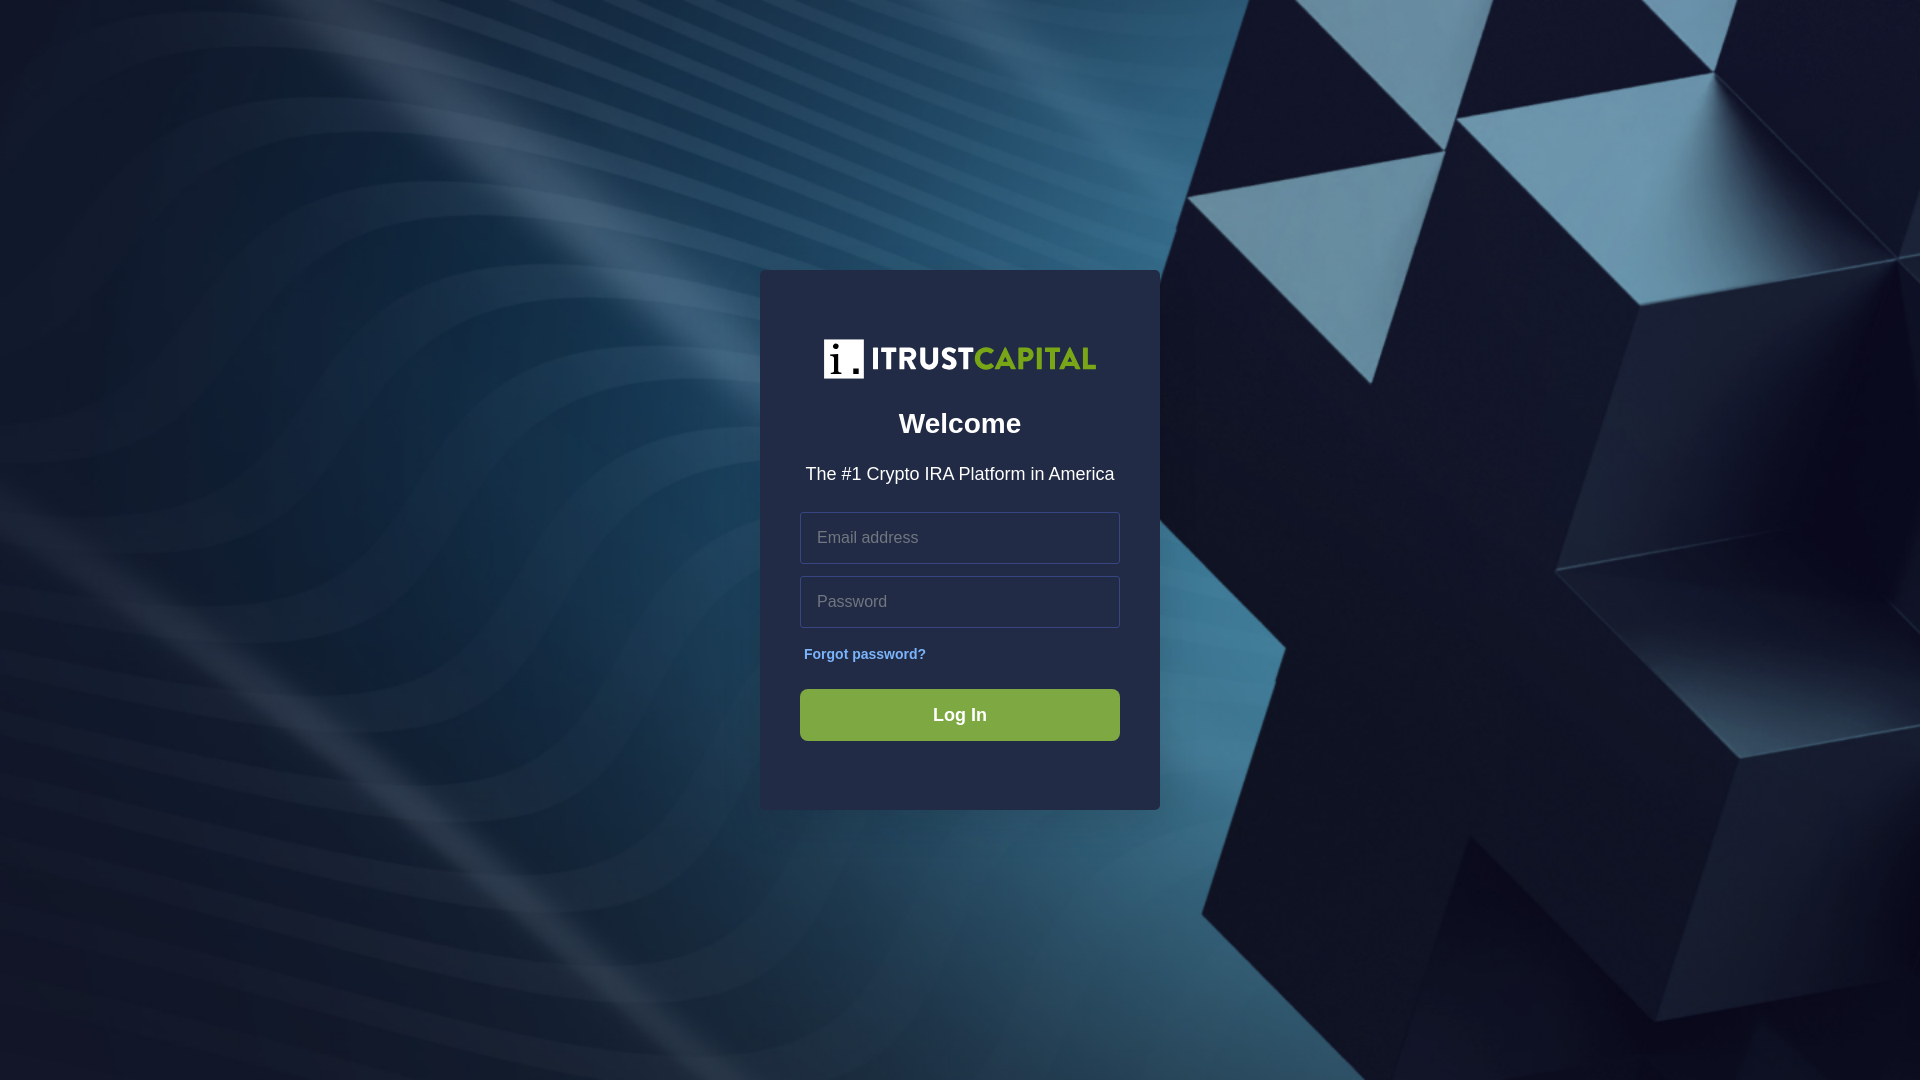 i. ITRUSTCAPITAL
Welcome
The #1 Crypto IRA Platform in America
Email address
Password
Forgot password?
Log In